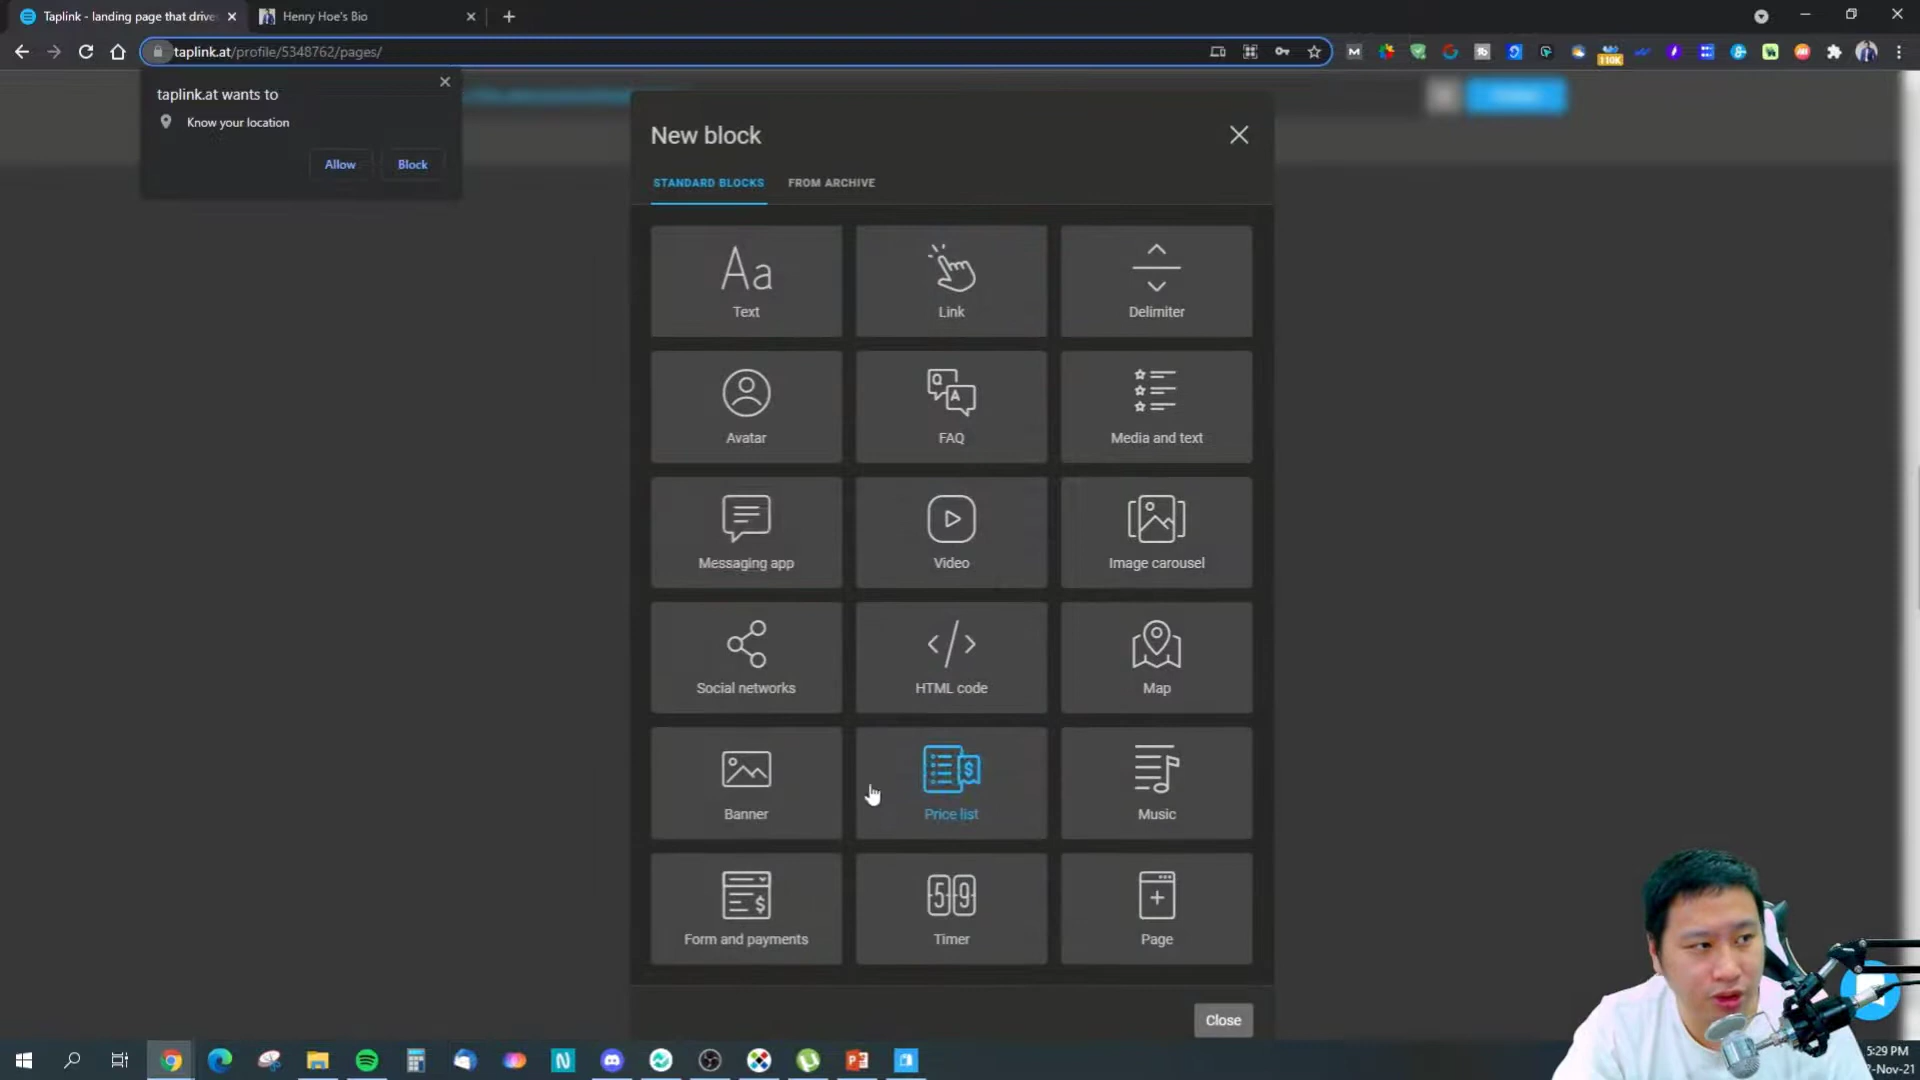 Taplink - landing page that drive
Henry Hoe's Bio
taplink.at/profile/5348762/pages/
110K
taplink.at wants to
Know your location
Allow
Block
New block
STANDARD BLOCKS
FROM ARCHIVE
Aa
Text
Link
Delimiter
Avatar
Q
A
FAQ
Media and text
Messaging app
Video
Image carousel
Social networks
</>
HTML code
Map
Banner
$
Price list
Music
$
Form and payments
59
Timer
Page
Close
5:29 PM
-Nov-21